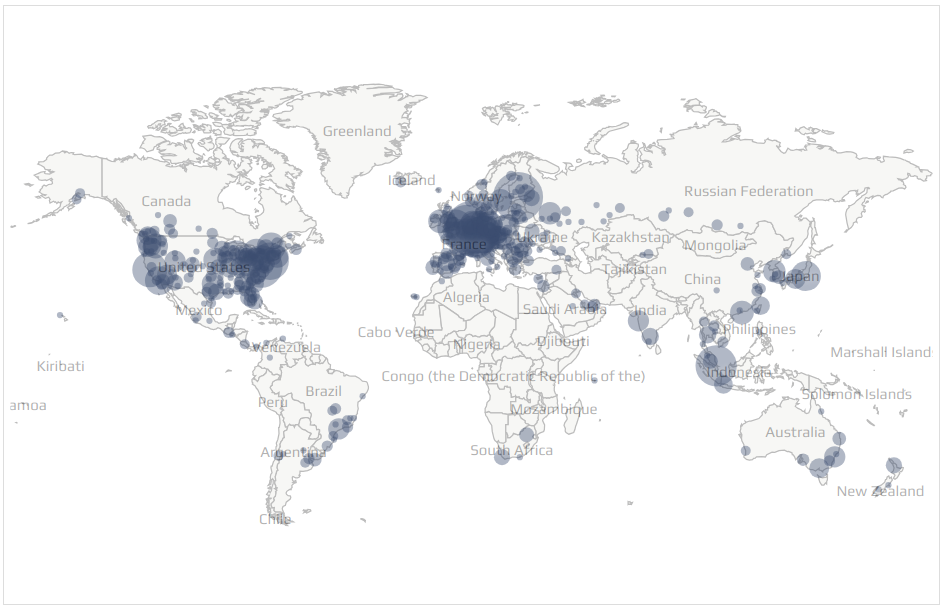 Greenland
Iceland
Norway
Russian Federation
Canada
Ukraine
Kazakhstan
France
Mongolia
United States
Tajikistan
Japan
China
Algeria
Mexico
Saudi Arabia
India
Cabo Verde
Philippines
Nigeria
Djibouti
Venezuela
Marshall Island
Kiribati
Indonesia
Congo (the Democratic Republic of the)
Brazil
Solomon Islands
Peru
amoa
Mozambique
Australia
Argentina
South Africa
New Zealand
Chile